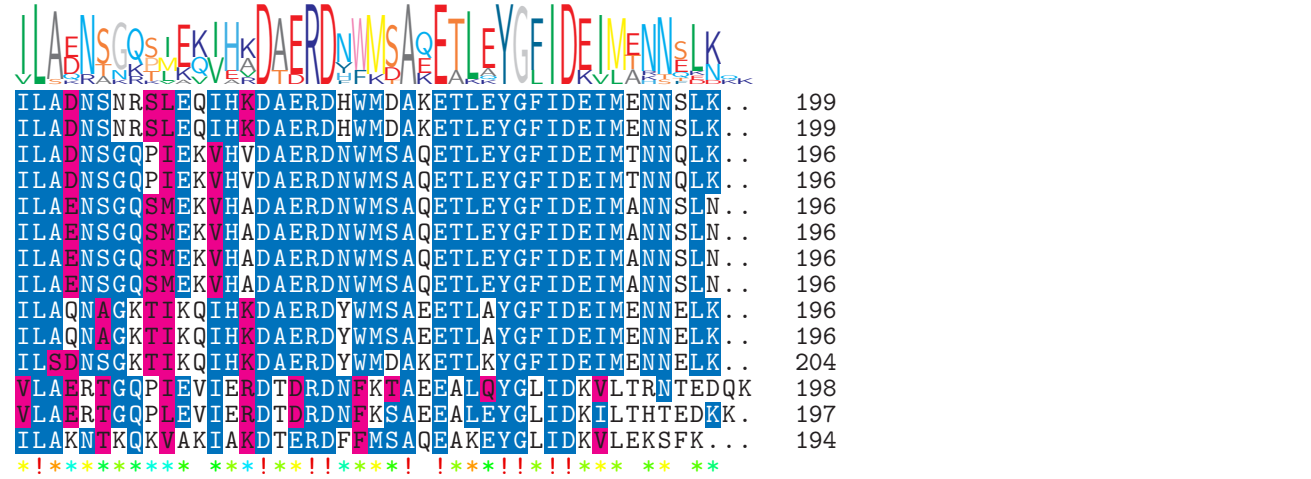 ILAENSGQSIEKIHKDAERDNWMSAQETLEYGFIDEIMENNSLK
ILADNSNRSLEQIHKDAERDHWMDAKETLEYGFIDEIMENNSLK.. 199
ILADNSNRSLEQIHKDAERDHWMDAKETLEYGFIDEIMENNSLK.. 199
ILADNSGQPIEKVHVDAERDNWMSAQETLEYGFIDEIMTNNQLK.. 196
ILADNSGQPIEKVHVDAERDNWMSAQETLEYGFIDEIMTNNQLK.. 196
ILAENSGQSMEKVHADAERDNWMSAQETLEYGFIDEIMANNSLN.. 196
ILAENSGQSMEKVHADAERDNWMSAQETLEYGFIDEIMANNSLN.. 196
ILAENSGQSMEKVHADAERDNWMSAQETLEYGFIDEIMANNSLN.. 196
ILAENSGQSMEKVHADAERDNWMSAQETLEYGFIDEIMANNSLN.. 196
ILAQNAGKTIKQIHKDAERDYWMSAEETLAYGFIDEIMENNELK.. 196
ILAQNAGKTIKQIHKDAERDYWMSAEETLAYGFIDEIMENNELK.. 196
ILSDNSGKTIKQIHKDAERDYWMDAKETLKYGFIDEIMENNELK.. 204
VLAERTGQPIEVIERDTDRDNFKTAEEALQYGLIDKVLTRNTEDQK 198
VLAERTGQPLEVIERDTDRDNFKSAEEALEYGLIDKILTHTEDKK. 197
ILAKNTKQKVAKIAKDTERDFFMSAQEAKEYGLIDKVLEKSFK... 194
*!********* ***!**!!****! !***!!*!!*** ** **